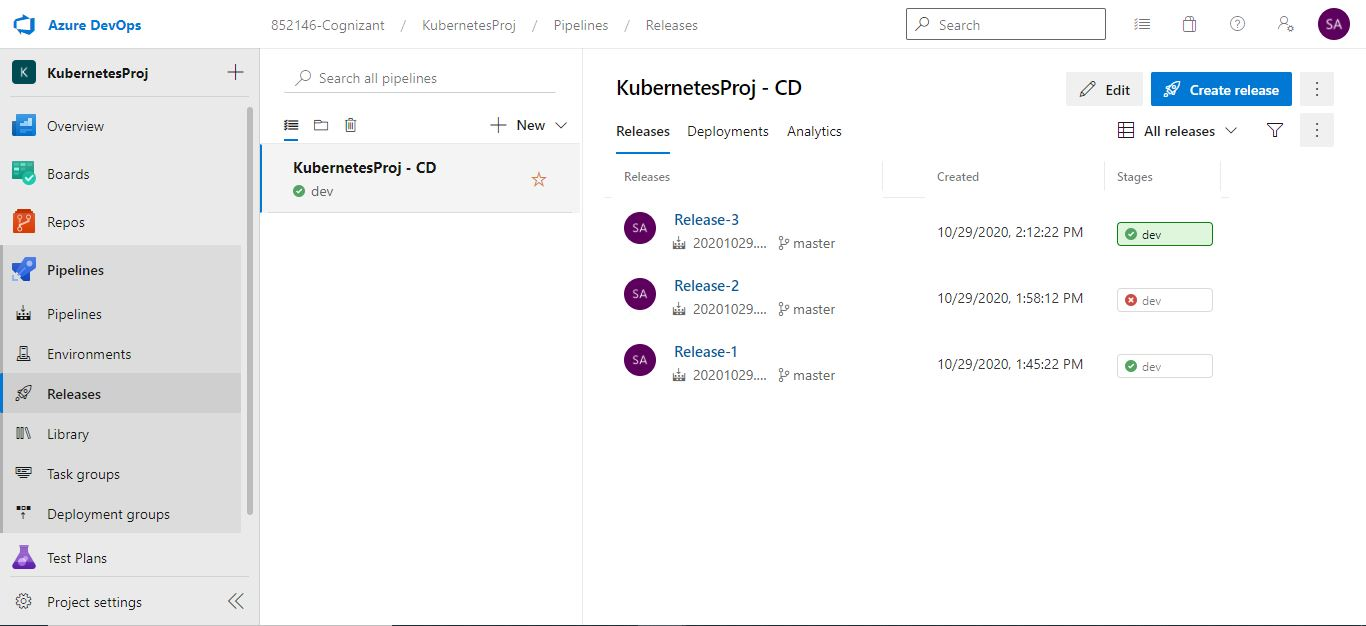 Azure DevOps
852146-Cognizant / KubernetesProj / Pipelines / Releases
Search
SA
K KubernetesProj
Overview
Boards
Repos
Pipelines
Pipelines
Environments
Releases
Library
Task groups
Deployment groups
Test Plans
Project settings
Search all pipelines
New
KubernetesProj - CD
dev
KubernetesProj - CD
Edit
Create release
Releases Deployments Analytics
All releases
Releases Created Stages
SA Release-3
20201029.... master
10/29/2020, 2:12:22 PM
dev
SA Release-2
20201029.... master
10/29/2020, 1:58:12 PM
dev
SA Release-1
20201029.... master
10/29/2020, 1:45:22 PM
dev